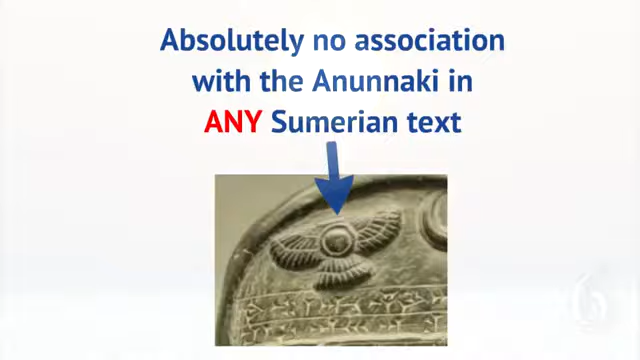 Absolutely no association
with the Anunnaki in
ANY Sumerian text